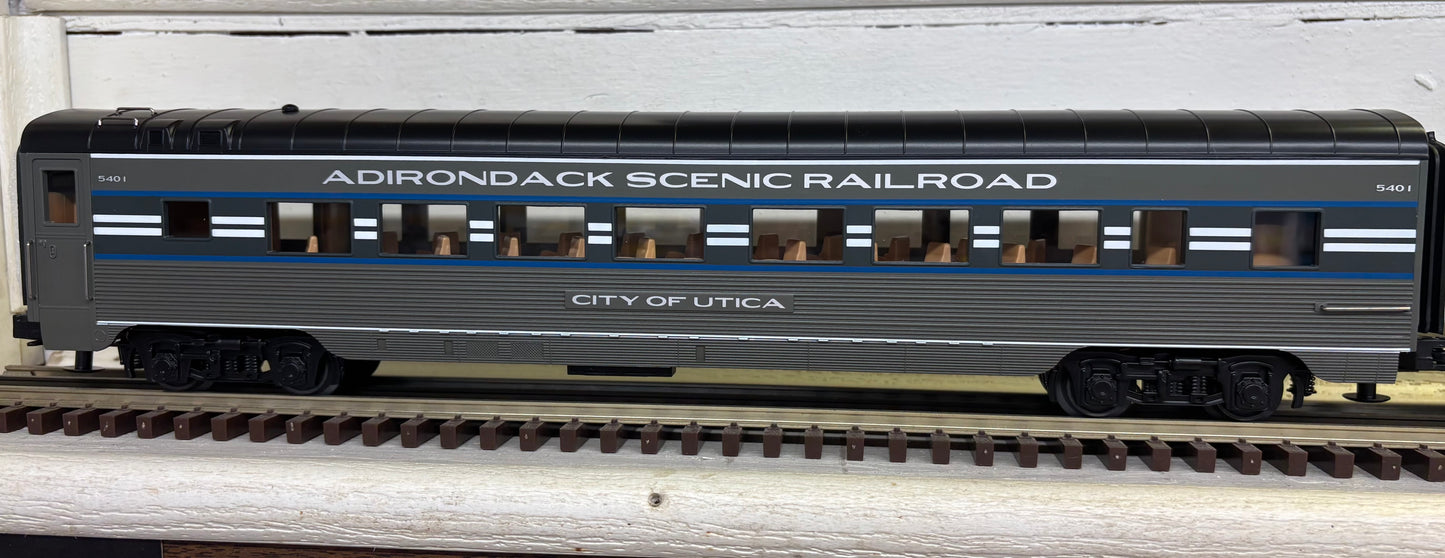 ADIRONDACK SCENIC RAILROAD
5401
5401
CITY OF UTICA